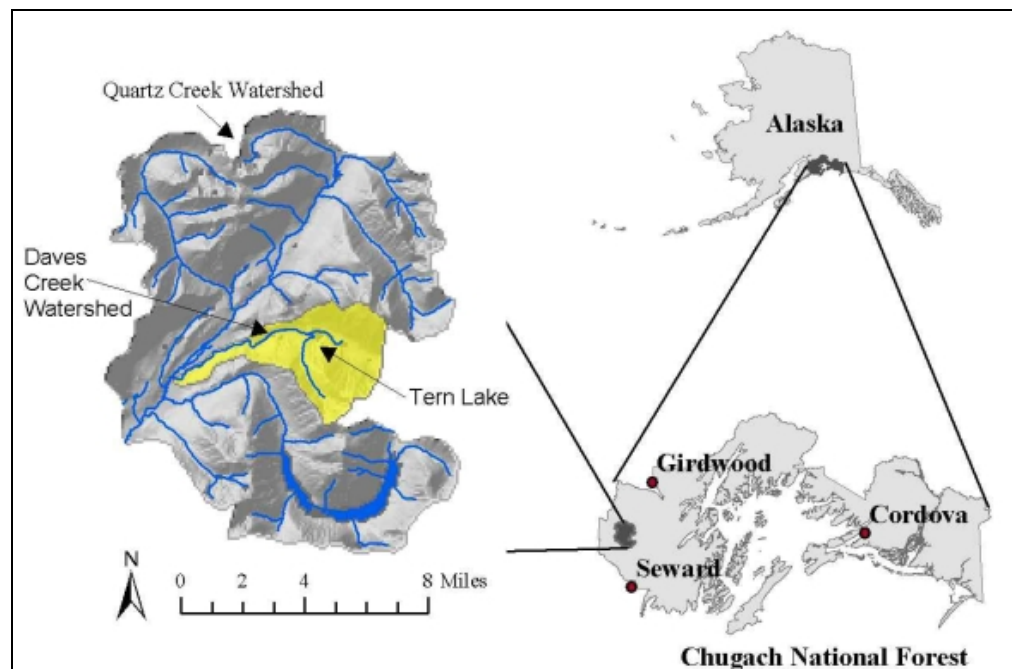 Quartz Creek Watershed
Daves
Creek
Watershed
Tern Lake
N
0 2 4 8 Miles
Alaska
Girdwood
Cordova
Seward
Chugach National Forest